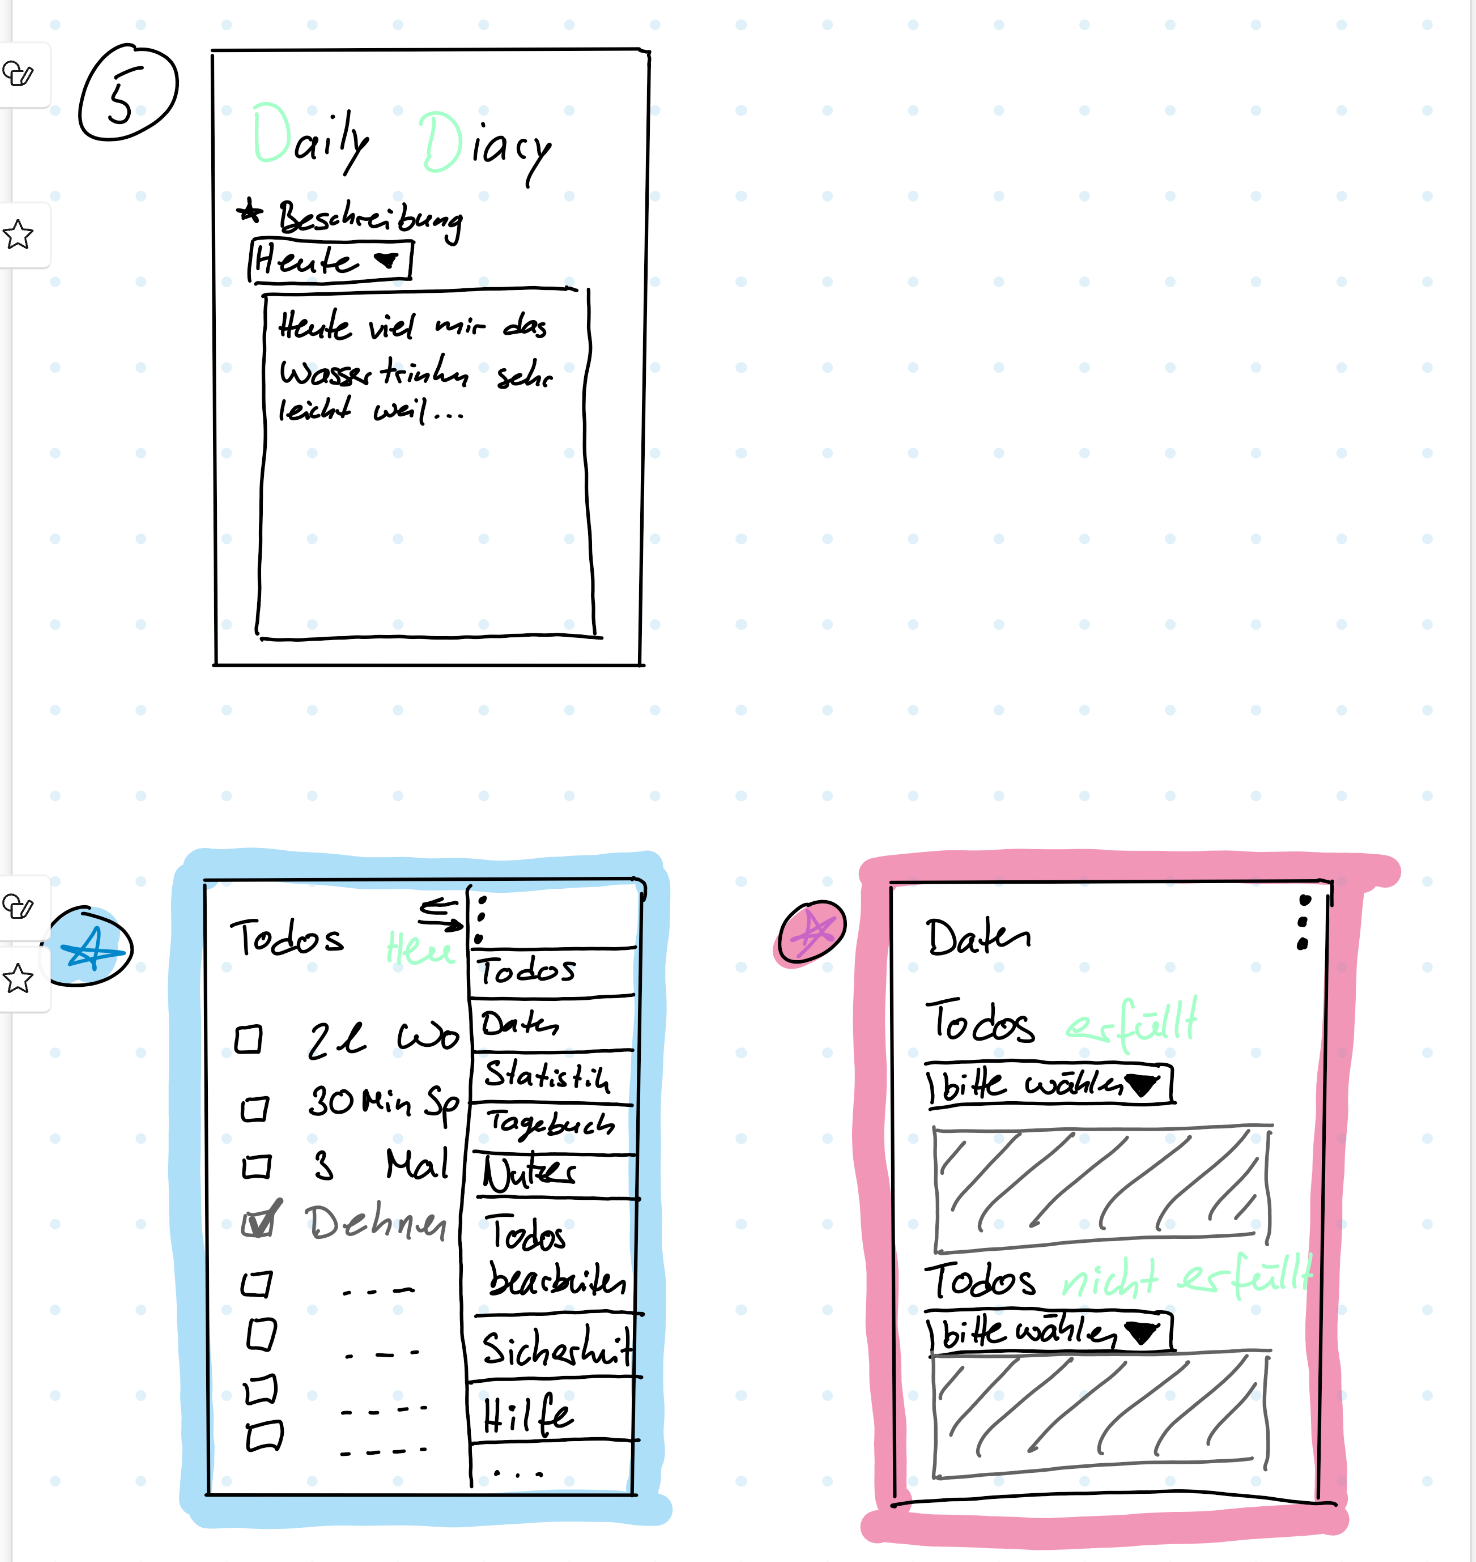 5
Daily Diary
Beschreibung
Heute
Heute viel mir das
Wassertrinken sehr
leicht weil...
Todos Heu
2l Wa
30 Min Sp
3 Mal
Dehnen
Todos
Daten
Statistik
Tagebuch
Nutzer
Todos
bearbeiten
Sicherheit
Hilfe
...
Daten
Todos erfüllt
bitte wählen
Todos nicht erfüllt
bitte wählen